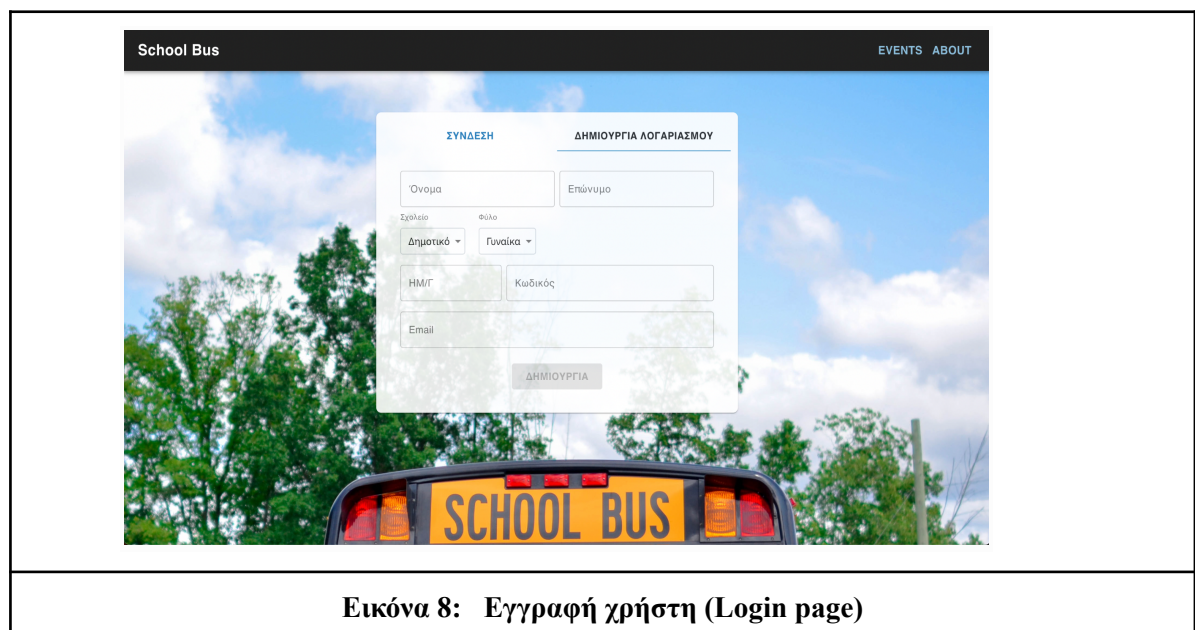 School Bus EVENTS ABOUT
ΣΥΝΔΕΣΗ ΔΗΜΙΟΥΡΓΙΑ ΛΟΓΑΡΙΑΣΜΟΥ
Όνομα Επώνυμο
Σχολείο Φύλο
Δημοτικό Γυναίκα
ΗΜ/Γ Κωδικός
Email
ΔΗΜΙΟΥΡΓΙΑ
SCHOOL BUS
Εικόνα 8: Εγγραφή χρήστη (Login page)